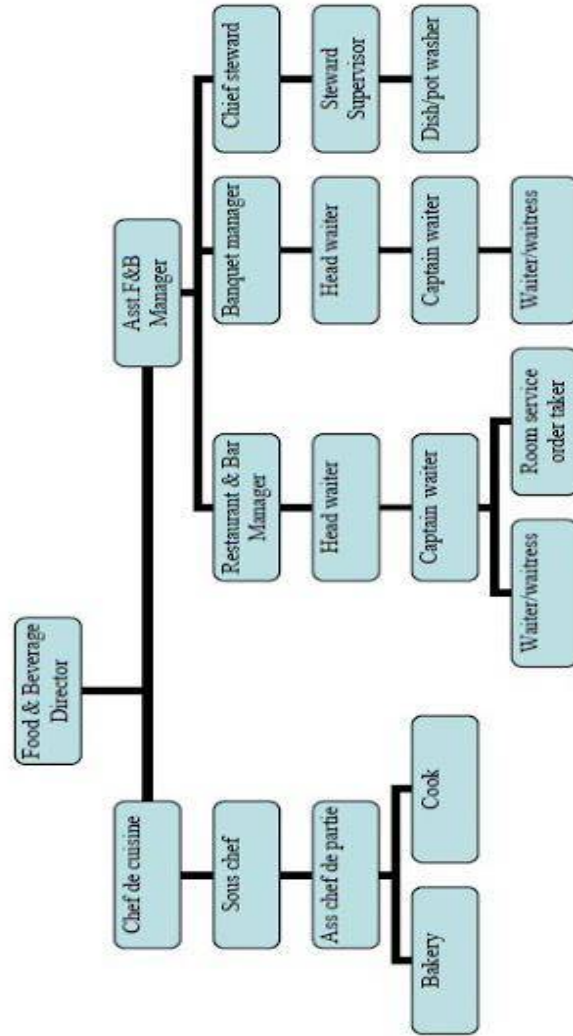 Food & Beverage
Director
Chef de cuisine
Asst.F&B
Manager
Sous chef
Restaurant & Bar
Manager
Banquet manager
Chief steward
Ass chef de partie
Head waiter
Head waiter
Steward
Supervisor
Bakery
Cook
Captain waiter
Captain waiter
Dish/pot washer
Waiter/waitress
Room service
order taker
Waiter/waitress